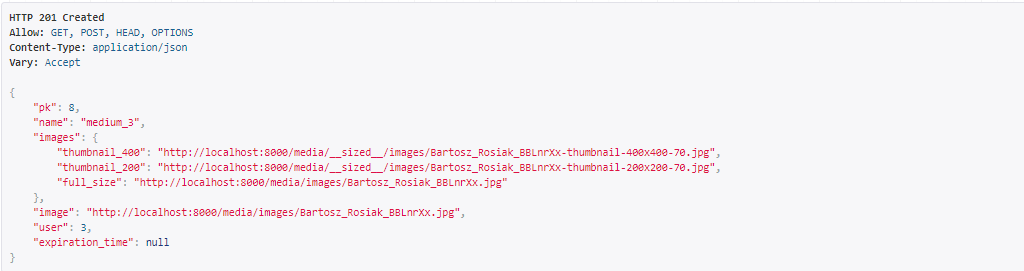 HTTP 201 Created
Allow: GET, POST, HEAD, OPTIONS
Content-Type: application/json
Vary: Accept

{
    "pk": 8,
    "name": "medium_3",
    "images": {
        "thumbnail_400": "http://localhost:8000/media/__sized__/images/Bartosz_Rosiak_BBLnrXx-thumbnail-400x400-70.jpg",
        "thumbnail_200": "http://localhost:8000/media/__sized__/images/Bartosz_Rosiak_BBLnrXx-thumbnail-200x200-70.jpg",
        "full_size": "http://localhost:8000/media/images/Bartosz_Rosiak_BBLnrXx.jpg"
    },
    "image": "http://localhost:8000/media/images/Bartosz_Rosiak_BBLnrXx.jpg",
    "user": 3,
    "expiration_time": null
}